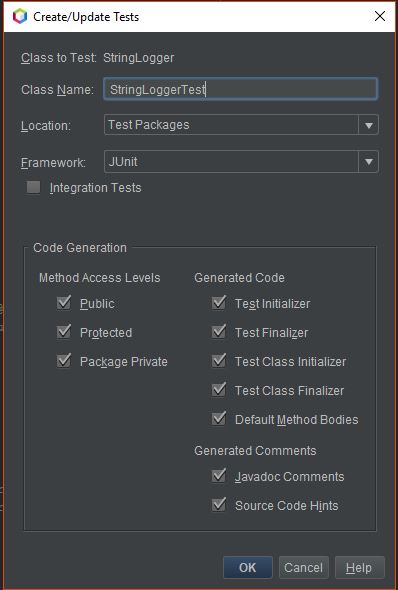 Create/Update Tests
Class to Test: StringLogger
Class Name: StringLoggerTest
Location: Test Packages
Framework: JUnit
Integration Tests
Code Generation
Method Access Levels
Public
Protected
Package Private
Generated Code
Test Initializer
Test Finalizer
Test Class Initializer
Test Class Finalizer
Default Method Bodies
Generated Comments
Javadoc Comments
Source Code Hints
OK Cancel Help